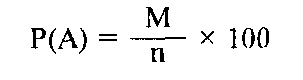 P(A) = M/n × 100